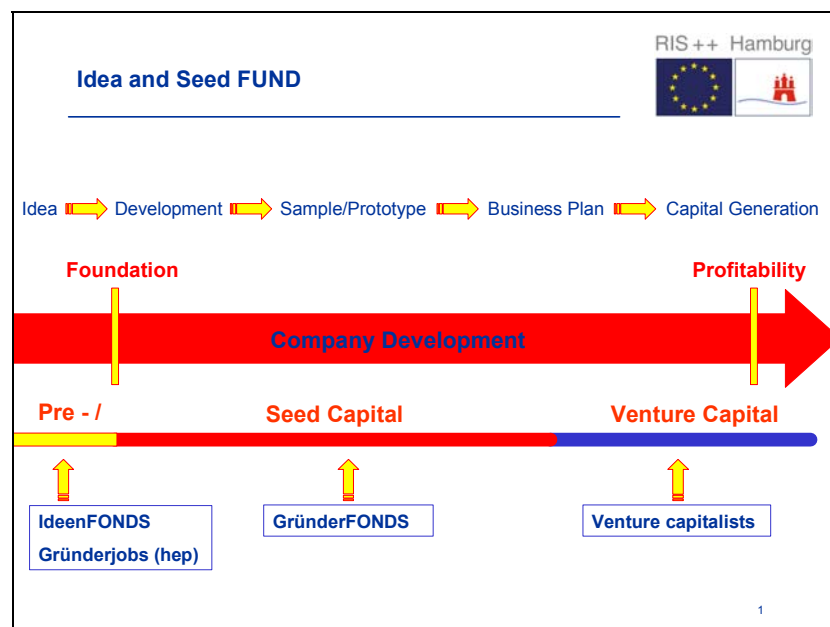 RIS ++ Hamburg
Idea and Seed FUND
Idea Development Sample/Prototype Business Plan Capital Generation
Foundation Profitability
Company Development
Pre - / Seed Capital Venture Capital
IdeenFONDS GründerFONDS Venture capitalists
Gründerjobs (hep)
1